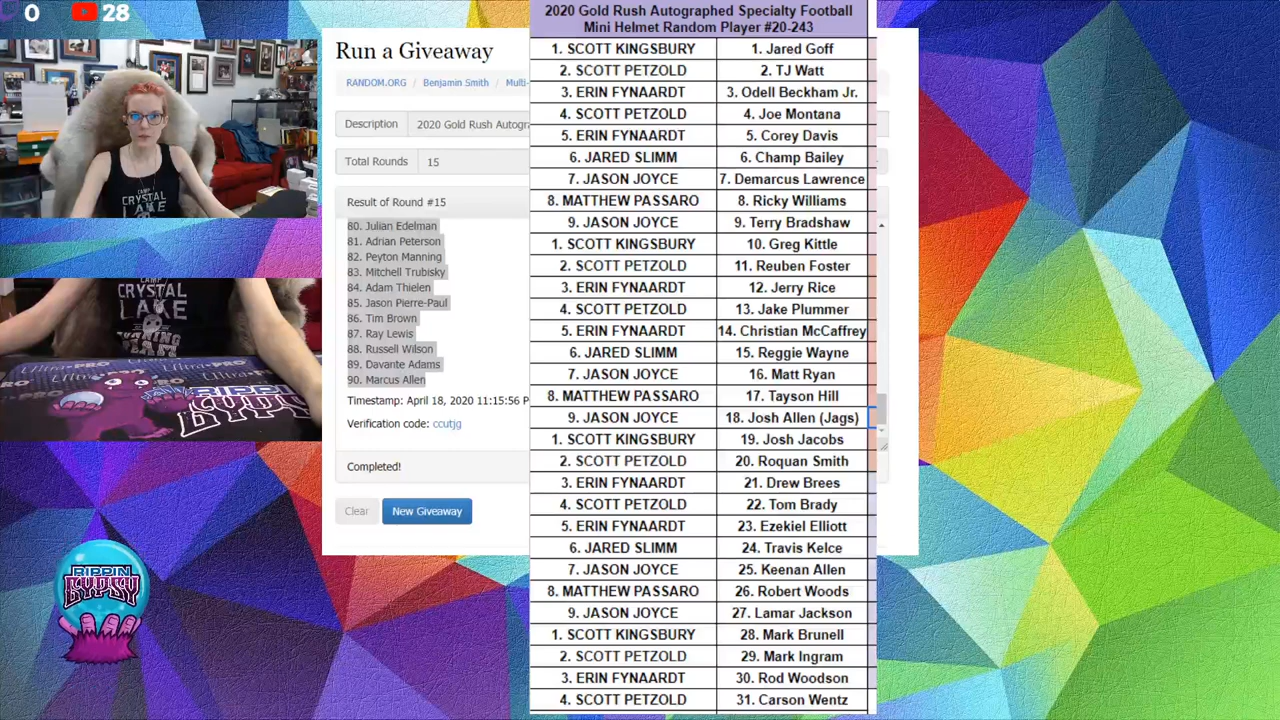 0 28
Run a Giveaway
RANDOM.ORG / Benjamin Smith / Multi-
Description 2020 Gold Rush Autogra
Total Rounds 15
Result of Round #15
80. Julian Edelman
81. Adrian Peterson
82. Peyton Manning
83. Mitchell Trubisky
84. Adam Thielen
85. Jason Pierre-Paul
86. Tim Brown
87. Ray Lewis
88. Russell Wilson
89. Davante Adams
90. Marcus Allen
Timestamp: April 18, 2020 11:15:56 P
Verification code: ccutjg
Completed!
Clear New Giveaway
2020 Gold Rush Autographed Specialty Football
Mini Helmet Random Player #20-243
1. SCOTT KINGSBURY 1. Jared Goff
2. SCOTT PETZOLD 2. TJ Watt
3. ERIN FYNAARDT 3. Odell Beckham Jr.
4. SCOTT PETZOLD 4. Joe Montana
5. ERIN FYNAARDT 5. Corey Davis
6. JARED SLIMM 6. Champ Bailey
7. JASON JOYCE 7. Demarcus Lawrence
8. MATTHEW PASSARO 8. Ricky Williams
9. JASON JOYCE 9. Terry Bradshaw
1. SCOTT KINGSBURY 10. Greg Kittle
2. SCOTT PETZOLD 11. Reuben Foster
3. ERIN FYNAARDT 12. Jerry Rice
4. SCOTT PETZOLD 13. Jake Plummer
5. ERIN FYNAARDT 14. Christian McCaffrey
6. JARED SLIMM 15. Reggie Wayne
7. JASON JOYCE 16. Matt Ryan
8. MATTHEW PASSARO 17. Tayson Hill
9. JASON JOYCE 18. Josh Allen (Jags)
1. SCOTT KINGSBURY 19. Josh Jacobs
2. SCOTT PETZOLD 20. Roquan Smith
3. ERIN FYNAARDT 21. Drew Brees
4. SCOTT PETZOLD 22. Tom Brady
5. ERIN FYNAARDT 23. Ezekiel Elliott
6. JARED SLIMM 24. Travis Kelce
7. JASON JOYCE 25. Keenan Allen
8. MATTHEW PASSARO 26. Robert Woods
9. JASON JOYCE 27. Lamar Jackson
1. SCOTT KINGSBURY 28. Mark Brunell
2. SCOTT PETZOLD 29. Mark Ingram
3. ERIN FYNAARDT 30. Rod Woodson
4. SCOTT PETZOLD 31. Carson Wentz
CAMP
CRYSTAL
LAKE
CRYSTAL
LAKE
RIPPIN
GYPSY
RIPPIN
GYPSY